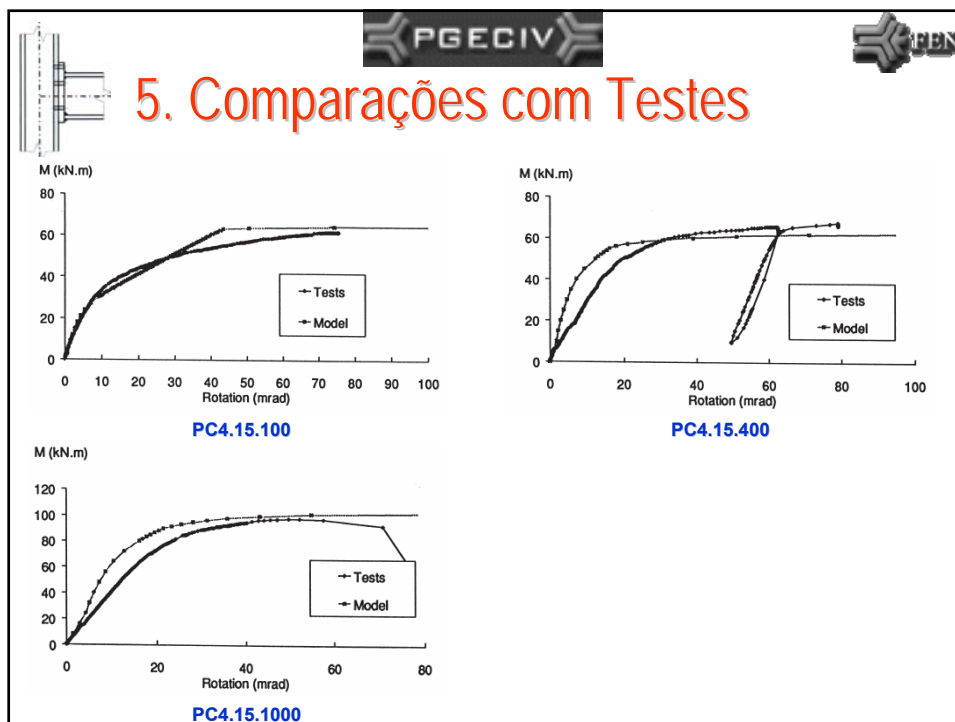 PGECIV
FEN
5. Comparações com Testes
M (kN.m)
80
60
40
20
0
0 10 20 30 40 50 60 70 80 90 100
Rotation (mrad)
Tests
Model
PC4.15.100
M (kN.m)
80
60
40
20
0
0 20 40 60 80 100
Rotation (mrad)
Tests
Model
PC4.15.400
M (kN.m)
120
100
80
60
40
20
0
0 20 40 60 80
Rotation (mrad)
Tests
Model
PC4.15.1000